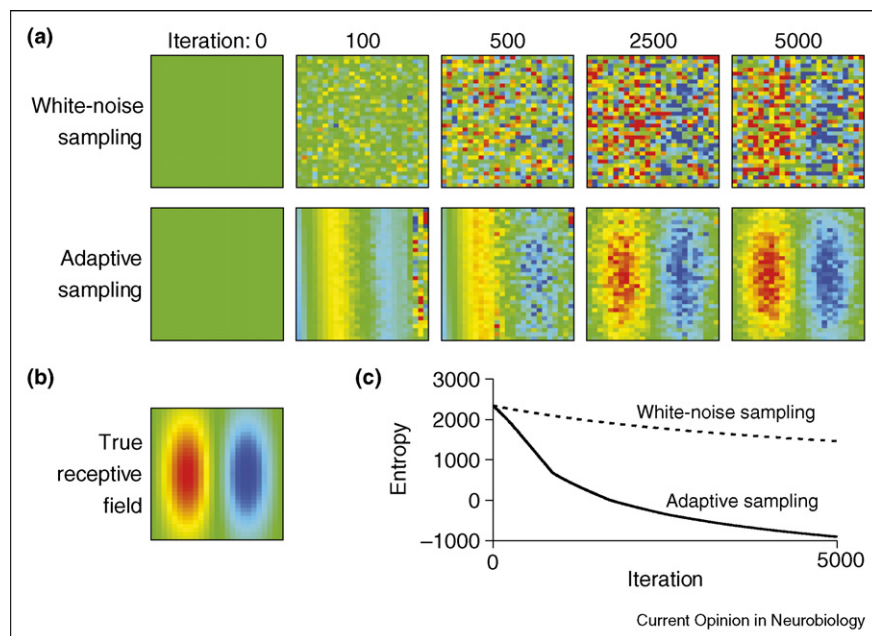 (a)
Iteration: 0 100 500 2500 5000
White-noise
sampling
Adaptive
sampling
(b)
True
receptive
field
(c)
3000
2000
1000
0
−1000
Entropy
White-noise sampling
Adaptive sampling
0 5000
Iteration
Current Opinion in Neurobiology